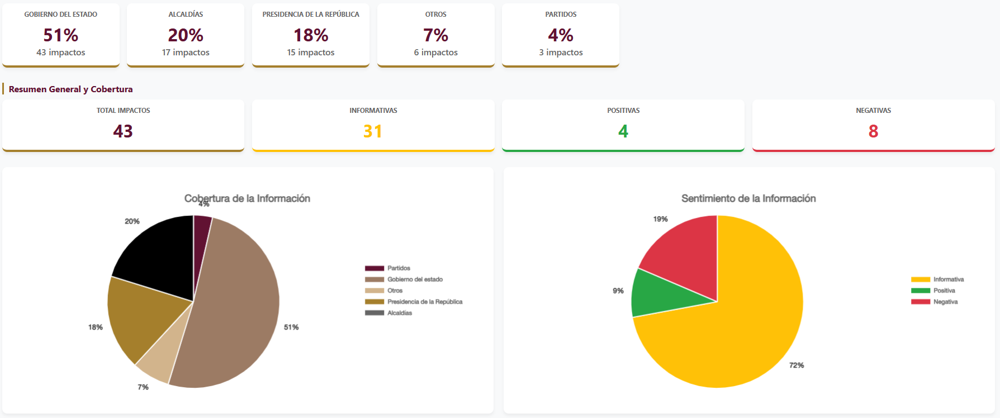 GOBIERNO DEL ESTADO
51%
43 impactos
ALCALDÍAS
20%
17 impactos
PRESIDENCIA DE LA REPÚBLICA
18%
15 impactos
OTROS
7%
6 impactos
PARTIDOS
4%
3 impactos
Resumen General y Cobertura
TOTAL IMPACTOS
43
INFORMATIVAS
31
POSITIVAS
4
NEGATIVAS
8
Cobertura de la Información
4%
20%
18%
7%
51%
Partidos
Gobierno del estado
Otros
Presidencia de la República
Alcaldías
Sentimiento de la Información
19%
9%
72%
Informativa
Positiva
Negativa